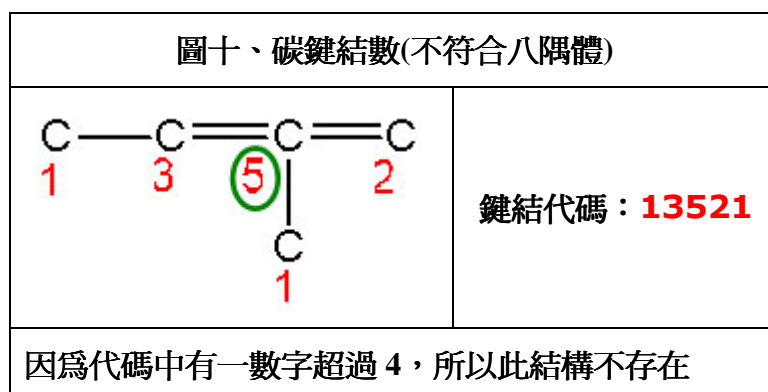 圖十、碳鍵結數(不符合八隅體)
C C C C
1 3 5 2
C
1
鍵結代碼：13521
因為代碼中有一數字超過 4，所以此結構不存在